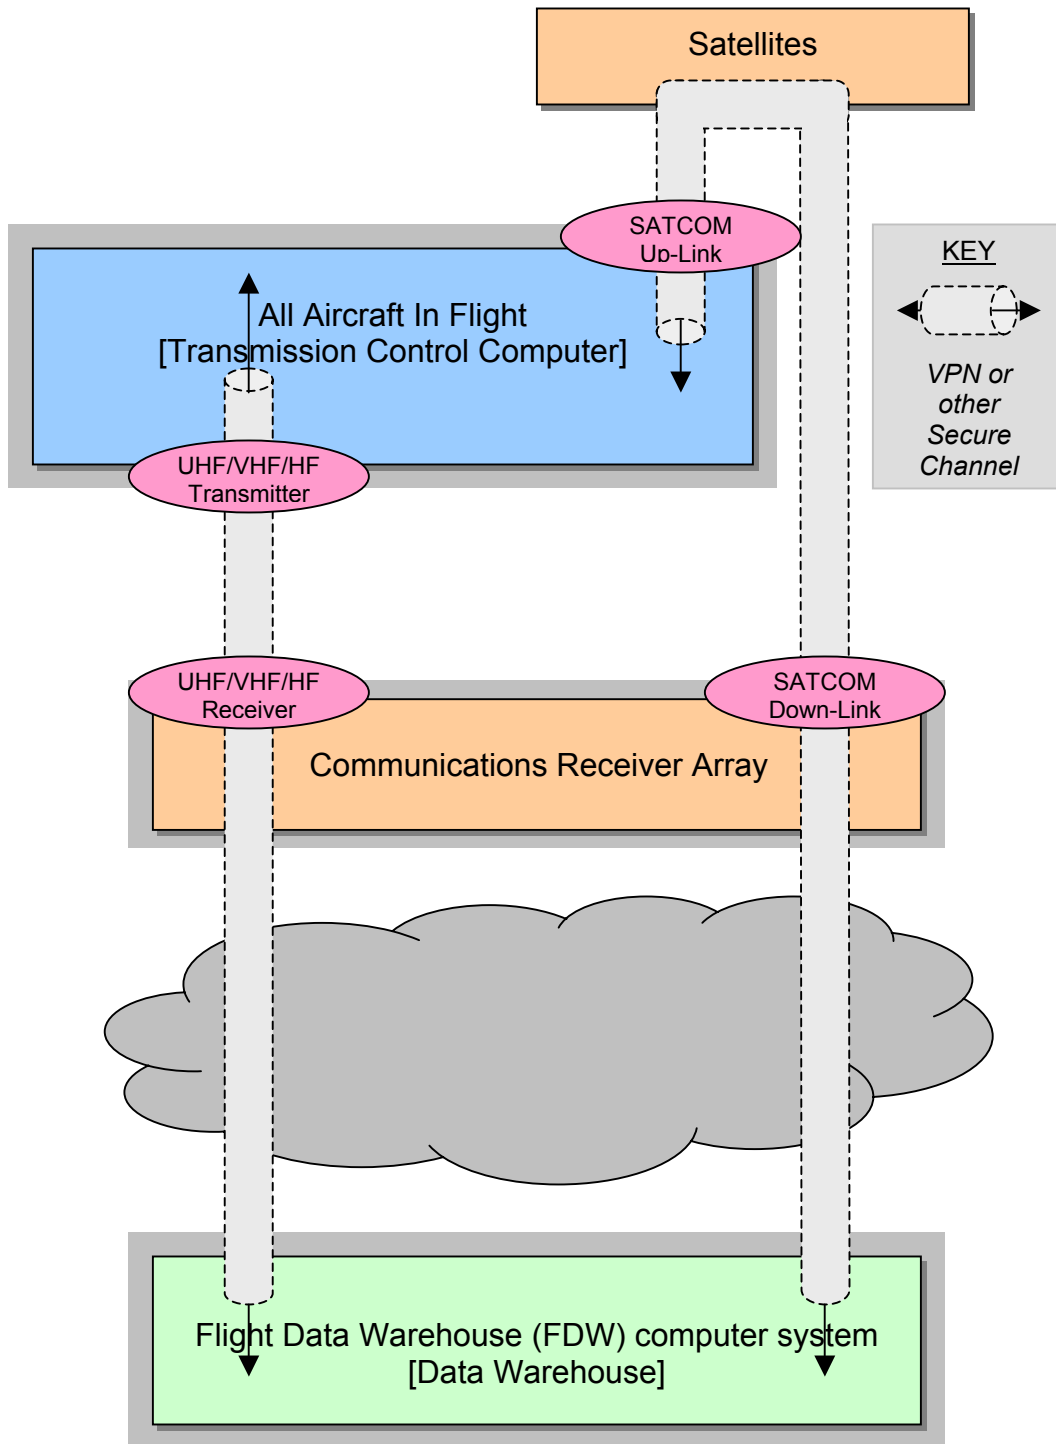 Satellites
SATCOM
Up-Link
KEY
All Aircraft In Flight
[Transmission Control Computer]
VPN or
other
Secure
Channel
UHF/VHF/HF
Transmitter
UHF/VHF/HF
Receiver
SATCOM
Down-Link
Communications Receiver Array
Flight Data Warehouse (FDW) computer system
[Data Warehouse]